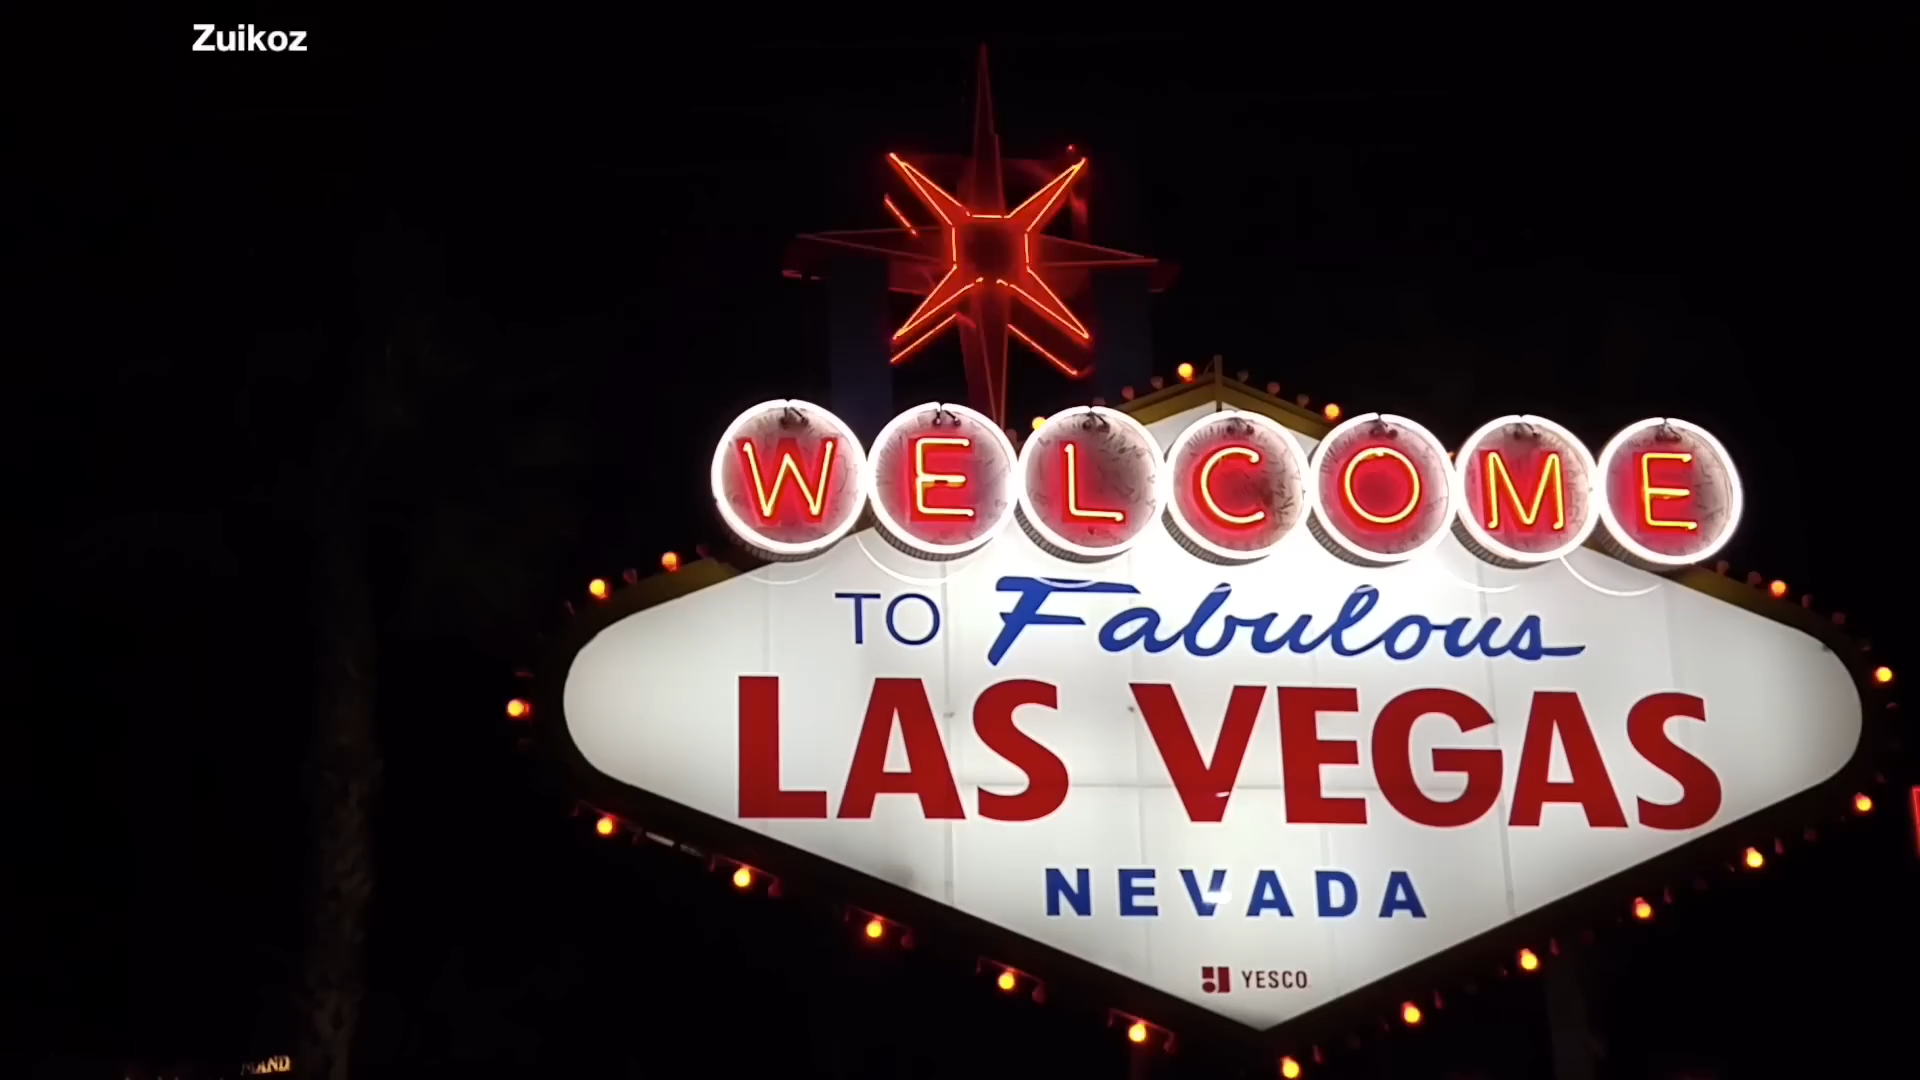 Zuikoz
WELCOME
TO Fabulous
LAS VEGAS
NEVADA
YESCO